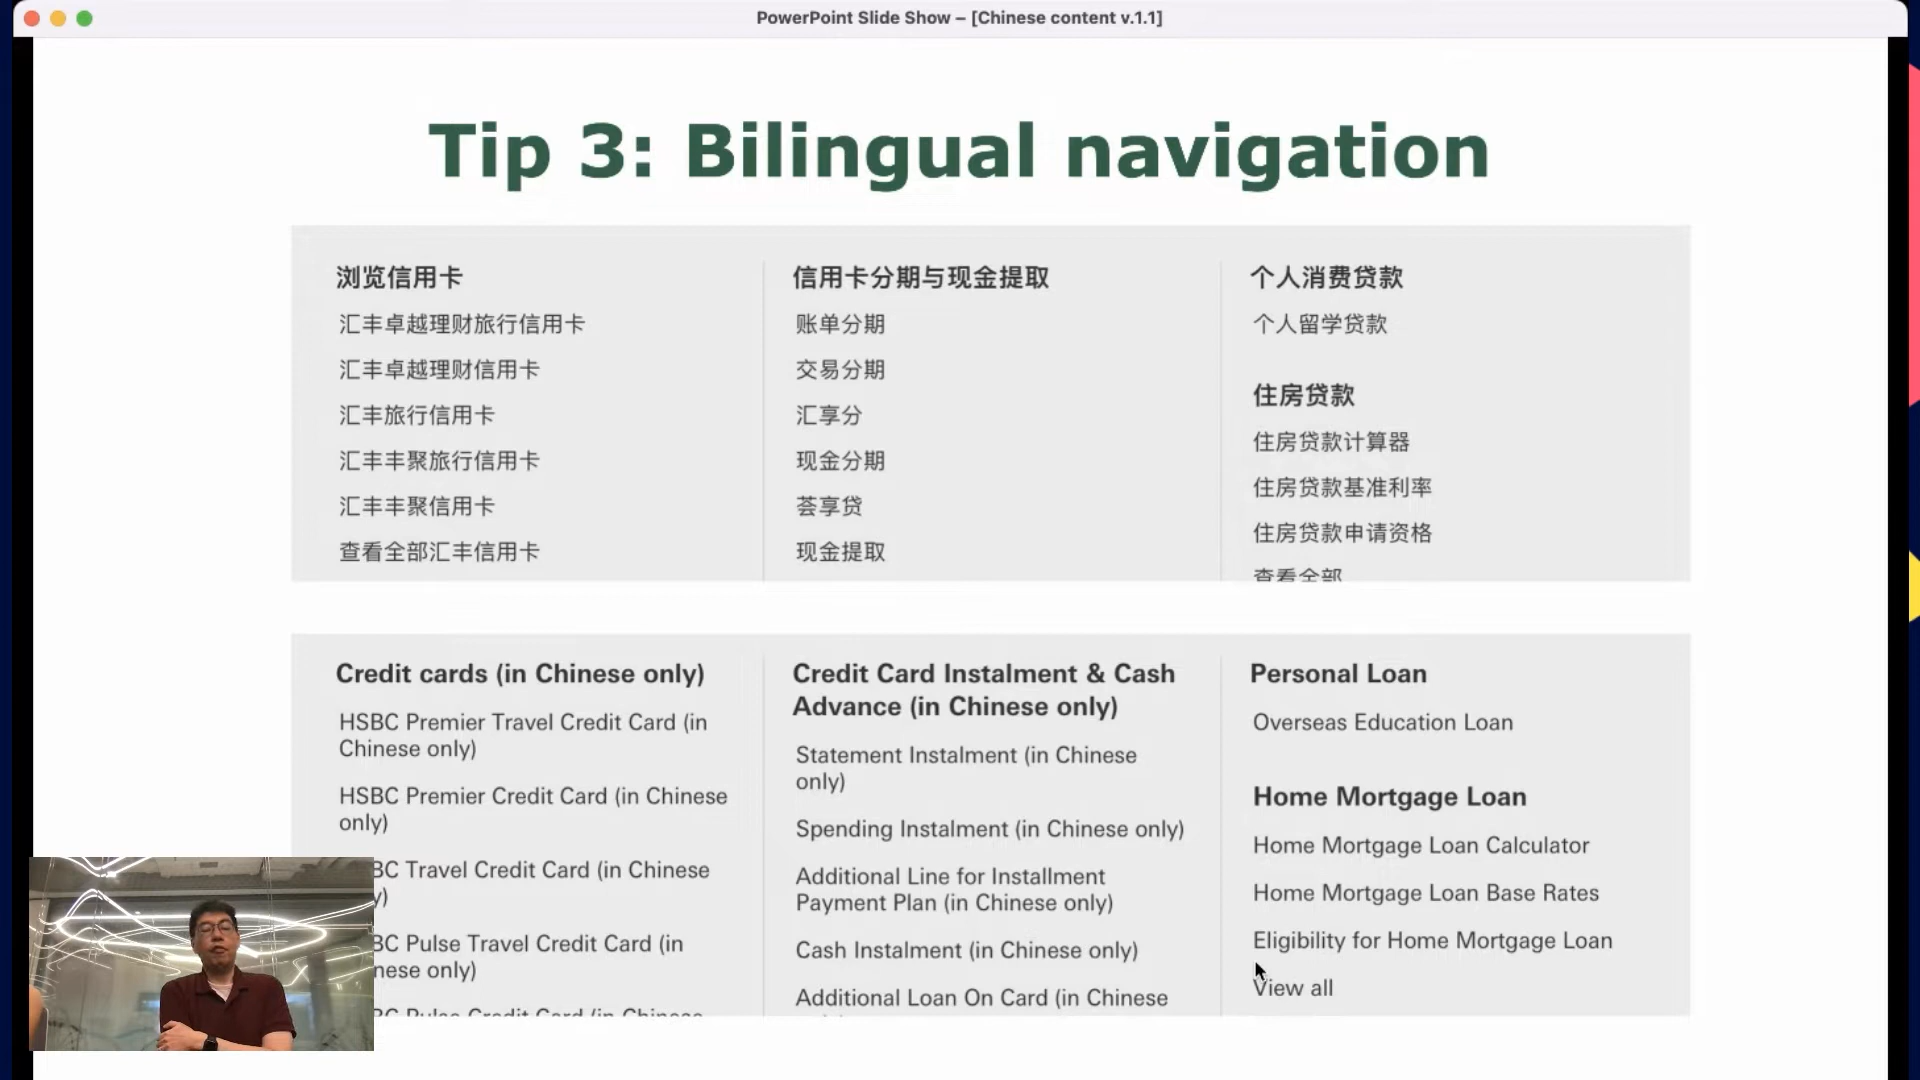 PowerPoint Slide Show – [Chinese content v.1.1]
Tip 3: Bilingual navigation
浏览信用卡
汇丰卓越理财旅行信用卡
汇丰卓越理财信用卡
汇丰旅行信用卡
汇丰丰聚旅行信用卡
汇丰丰聚信用卡
查看全部汇丰信用卡
信用卡分期与现金提取
账单分期
交易分期
汇享分
现金分期
荟享贷
现金提取
个人消费贷款
个人留学贷款
住房贷款
住房贷款计算器
住房贷款基准利率
住房贷款申请资格
查看全部
Credit cards (in Chinese only)
HSBC Premier Travel Credit Card (in
Chinese only)
HSBC Premier Credit Card (in Chinese
only)
BC Travel Credit Card (in Chinese
y)
BC Pulse Travel Credit Card (in
nese only)
BC Pulse Credit Card (in Chinese
Credit Card Instalment & Cash
Advance (in Chinese only)
Statement Instalment (in Chinese
only)
Spending Instalment (in Chinese only)
Additional Line for Installment
Payment Plan (in Chinese only)
Cash Instalment (in Chinese only)
Additional Loan On Card (in Chinese
Personal Loan
Overseas Education Loan
Home Mortgage Loan
Home Mortgage Loan Calculator
Home Mortgage Loan Base Rates
Eligibility for Home Mortgage Loan
View all